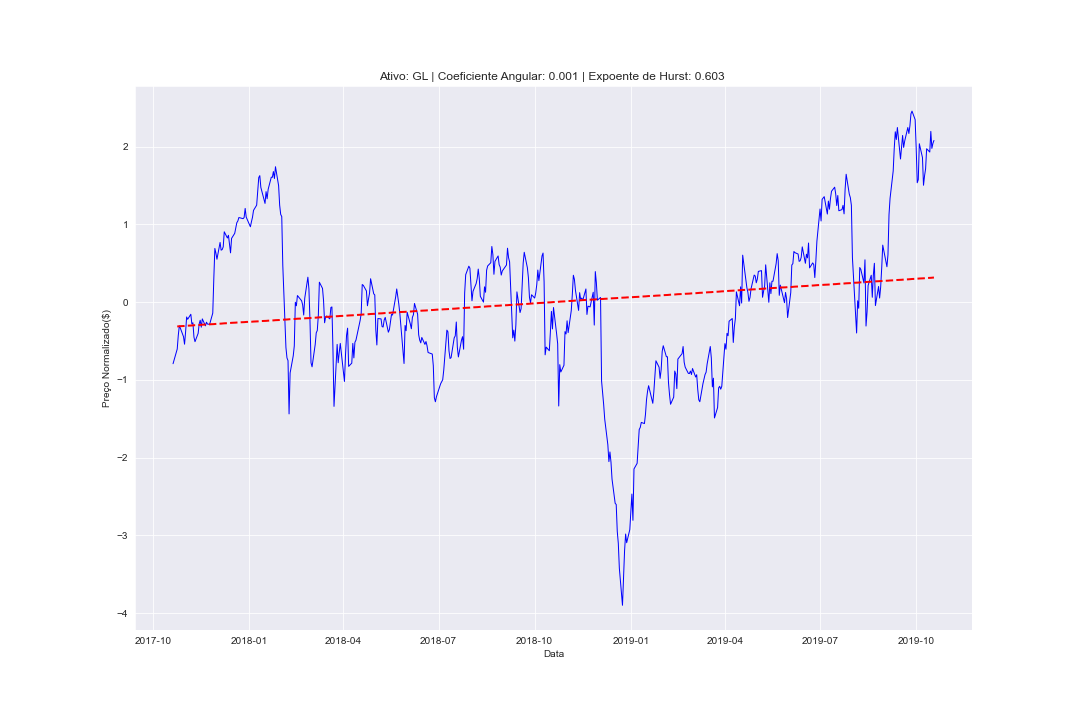 Ativo: GL | Coeficiente Angular: 0.001 | Expoente de Hurst: 0.603
Preço Normalizado($)
2
1
0
−1
−2
−3
−4
2017-10 2018-01 2018-04 2018-07 2018-10 2019-01 2019-04 2019-07 2019-10
Data